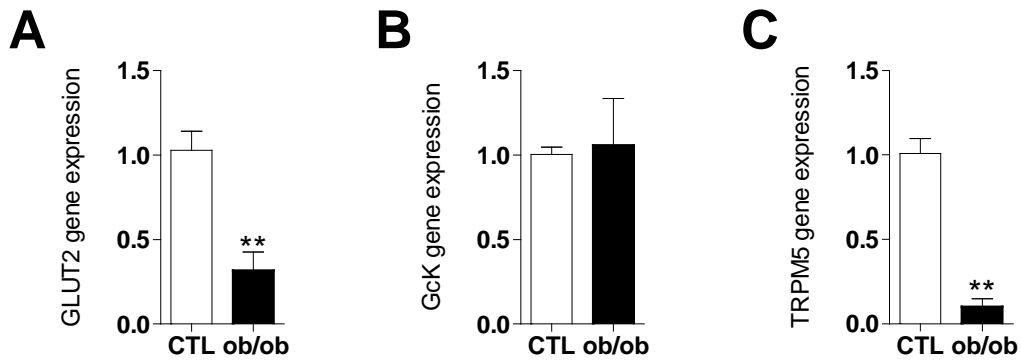 A
GLUT2 gene expression
1.5
1.0
0.5
0.0
**
CTL ob/ob
B
GcK gene expression
1.5
1.0
0.5
0.0
CTL ob/ob
C
TRPM5 gene expression
1.5
1.0
0.5
0.0
**
CTL ob/ob